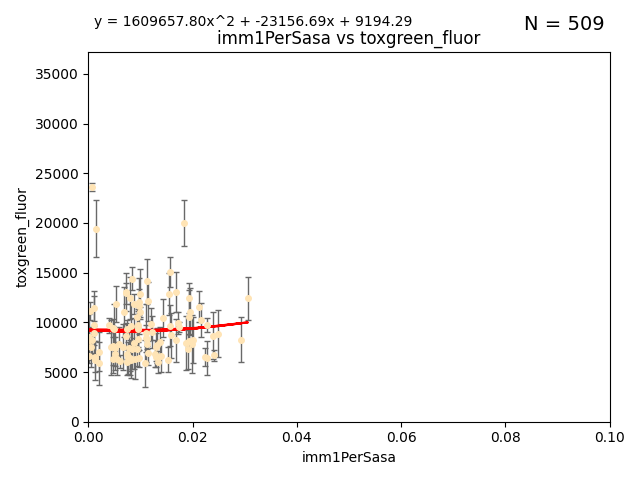 y = 1609657.80x^2 + -23156.69x + 9194.29
N = 509
imm1PerSasa vs toxgreen_fluor
35000
30000
25000
20000
15000
10000
5000
0
toxgreen_fluor
0.00 0.02 0.04 0.06 0.08 0.10
imm1PerSasa